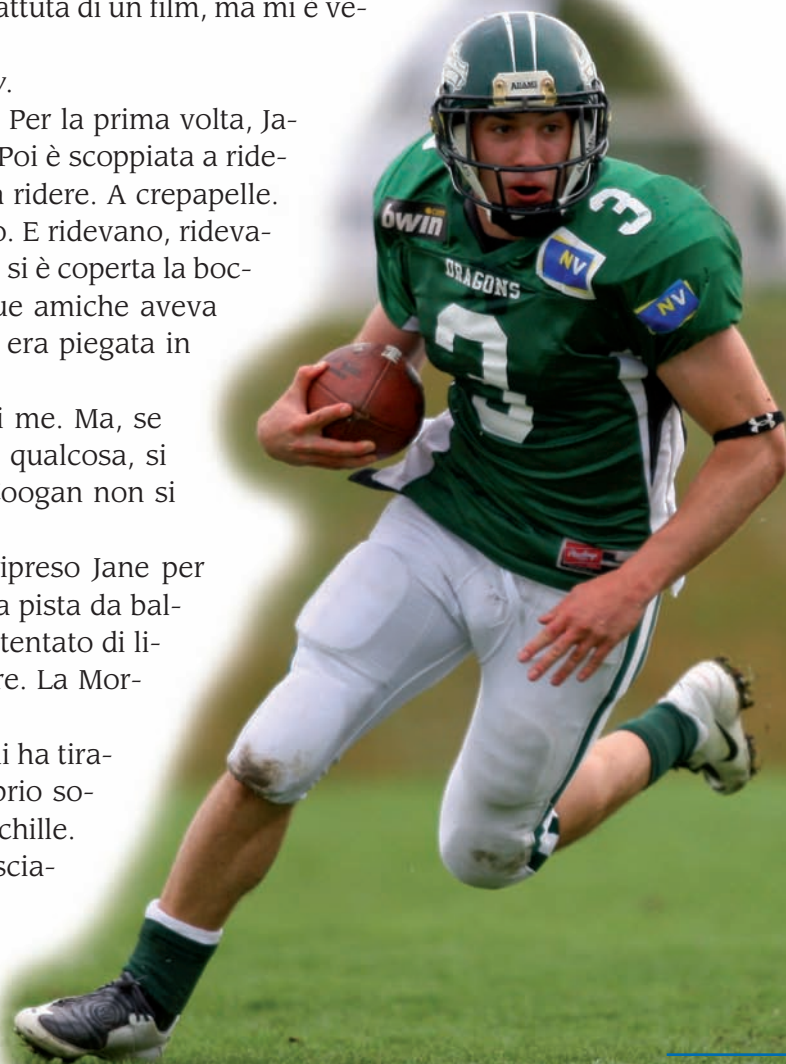 attuta di un film, ma mi è ve-
y.
Per la prima volta, Ja-
Poi è scoppiata a ride-
a ridere. A crepapelle.
o. E ridevano, rideva-
si è coperta la boc-
ue amiche aveva
era piegata in
i me. Ma, se
qualcosa, si
oogan non si
ipreso Jane per
a pista da bal-
tentato di li-
re. La Mor-
i ha tira-
prio so-
chille.
scia-
bwin
3
NV
DRAGONS
NV
3